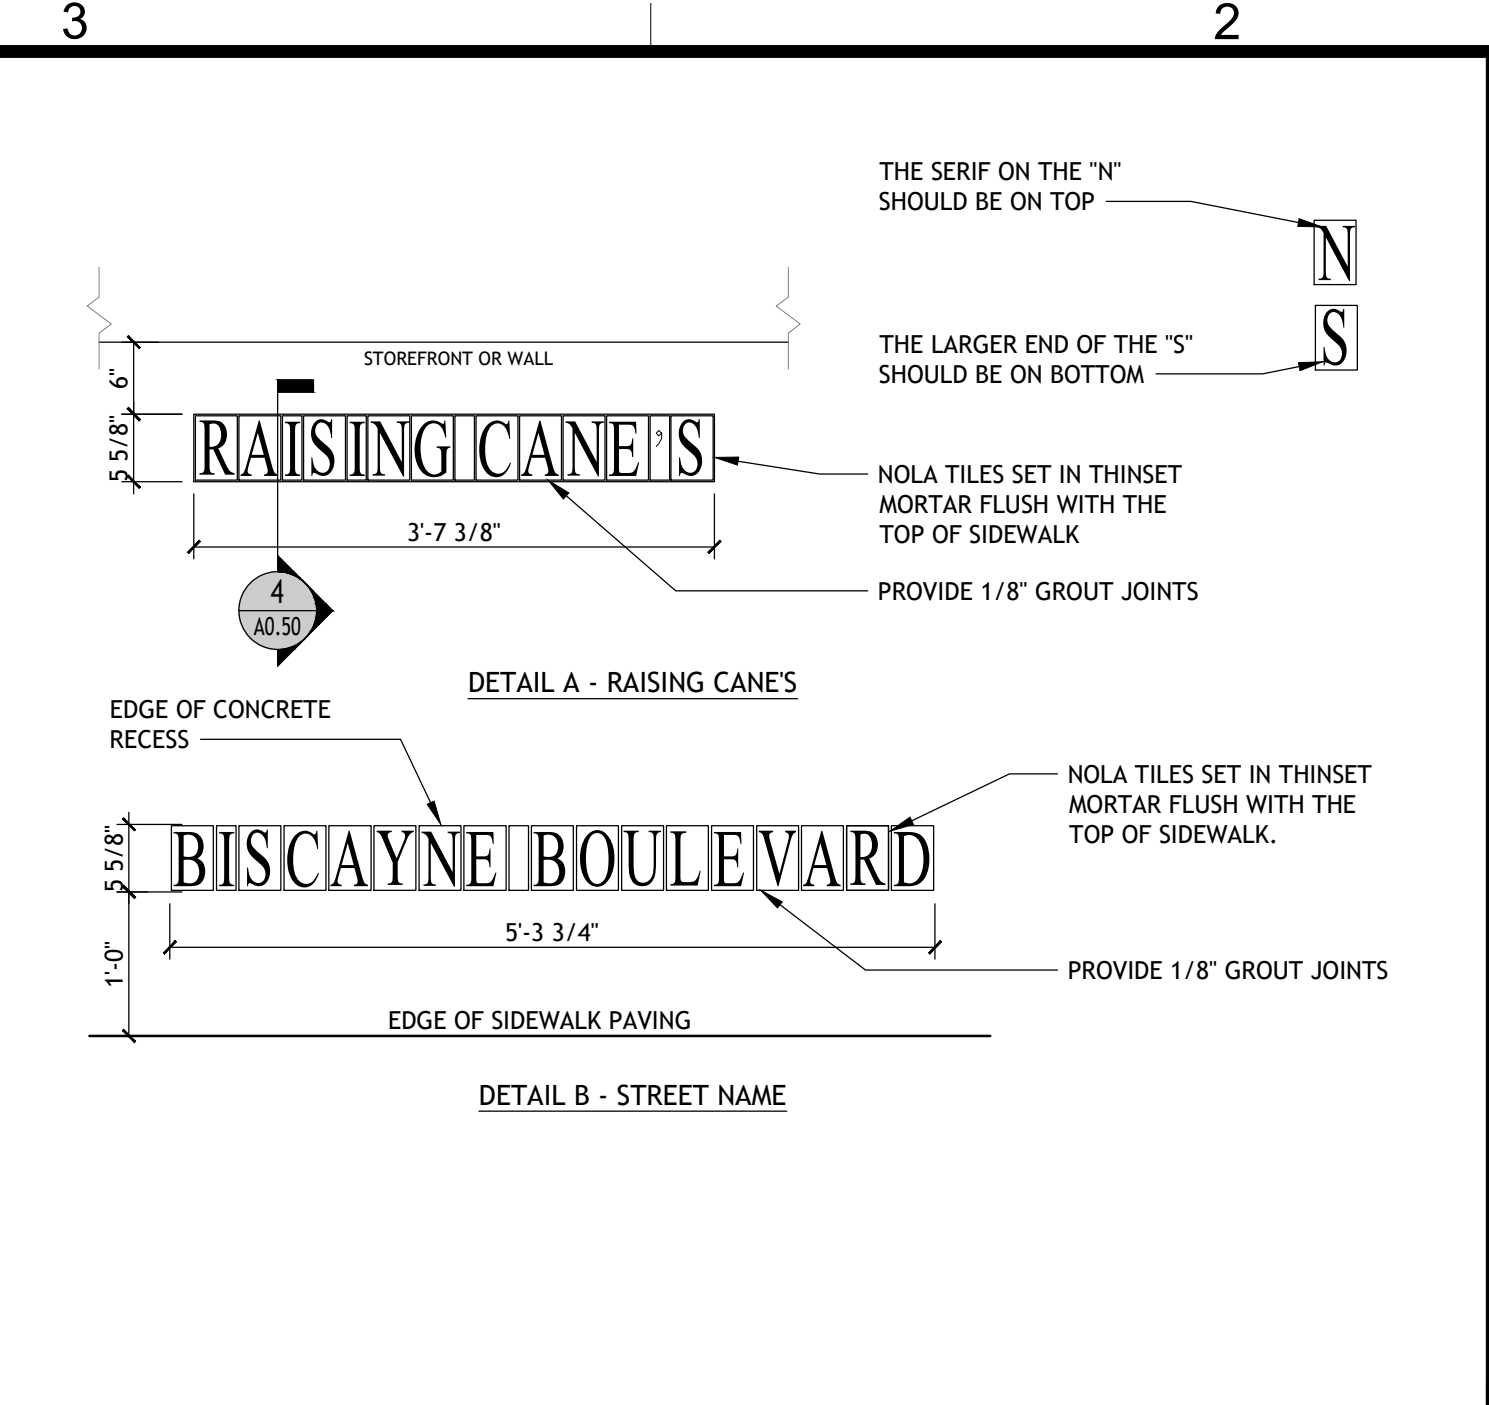 3
2
THE SERIF ON THE "N"
SHOULD BE ON TOP
N
S
THE LARGER END OF THE "S"
SHOULD BE ON BOTTOM
STOREFRONT OR WALL
6"
5 5/8"
RAISING CANE'S
3'-7 3/8"
NOLA TILES SET IN THINSET
MORTAR FLUSH WITH THE
TOP OF SIDEWALK
PROVIDE 1/8" GROUT JOINTS
4
A0.50
DETAIL A - RAISING CANE'S
EDGE OF CONCRETE
RECESS
NOLA TILES SET IN THINSET
MORTAR FLUSH WITH THE
TOP OF SIDEWALK.
5 5/8"
BISCAYNE BOULEVARD
5'-3 3/4"
1'-0"
PROVIDE 1/8" GROUT JOINTS
EDGE OF SIDEWALK PAVING
DETAIL B - STREET NAME